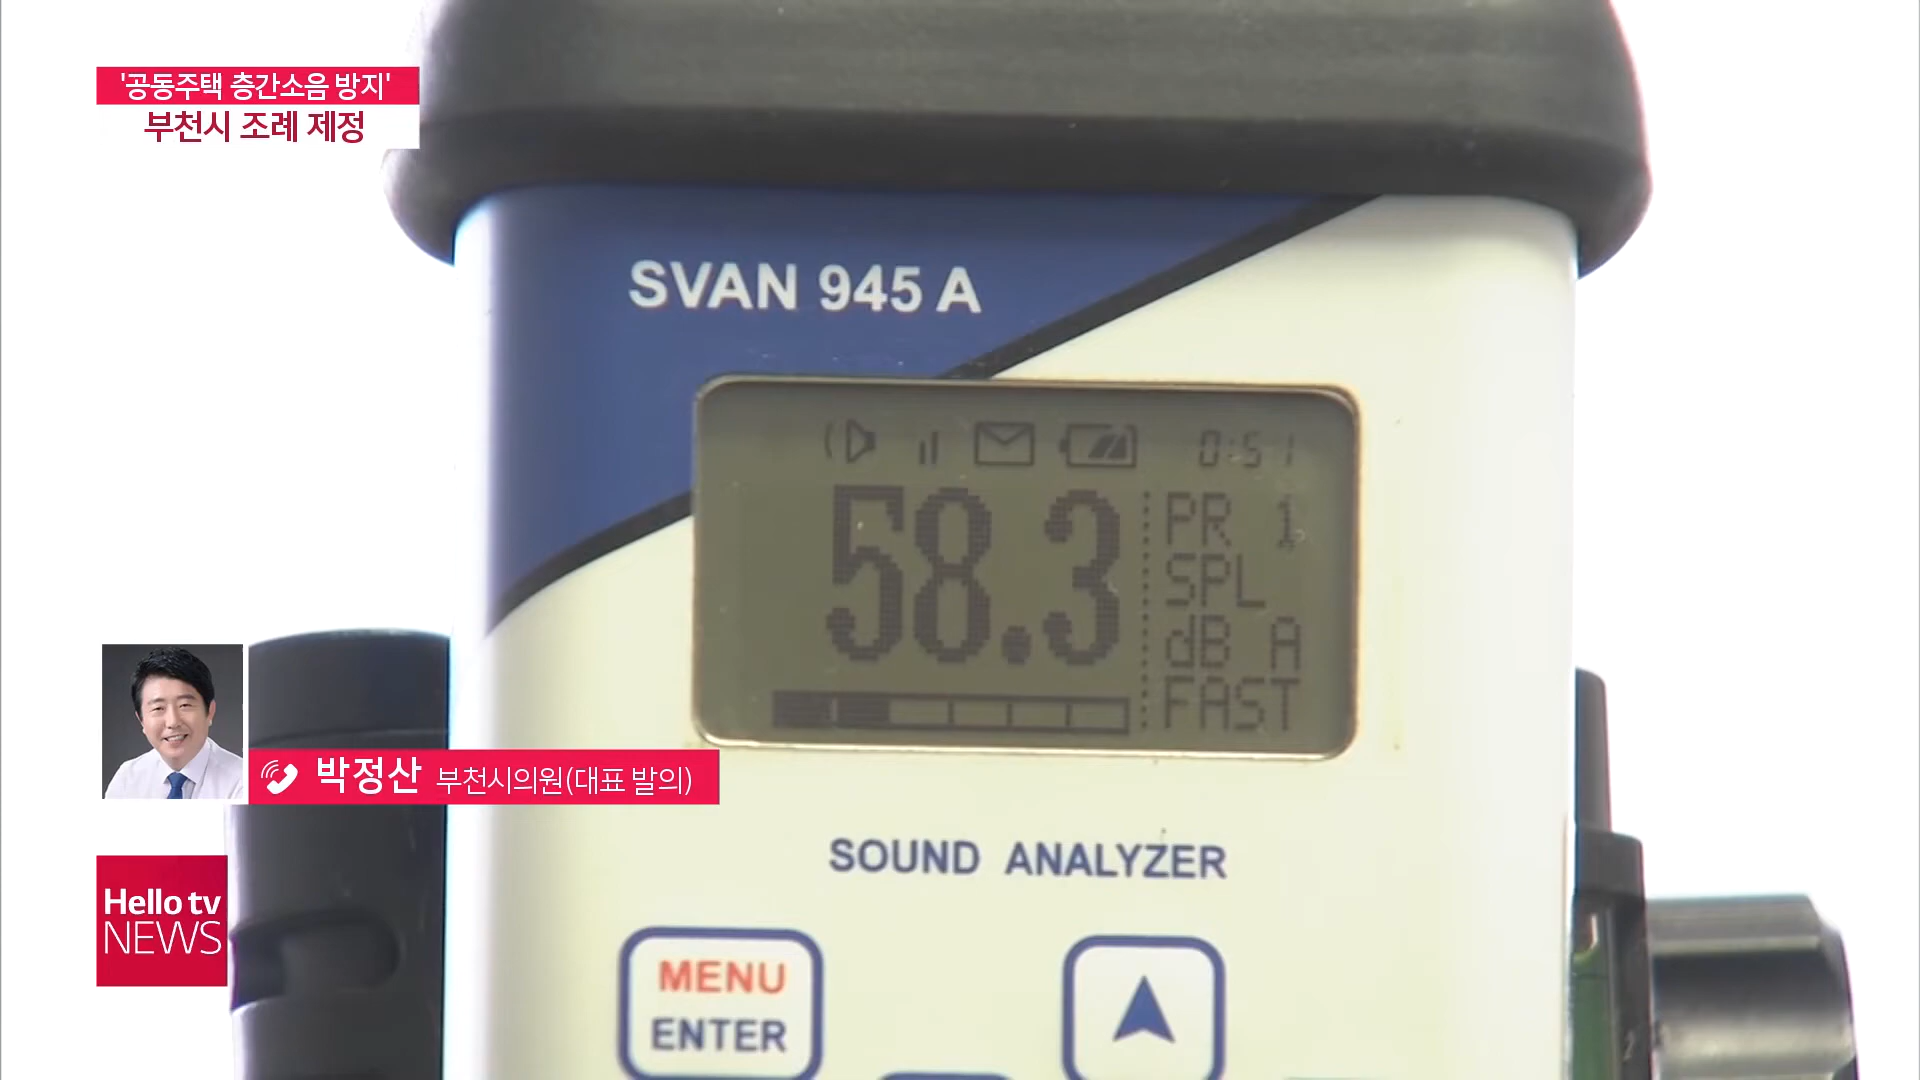 '공동주택 층간소음 방지'
부천시 조례 제정
SVAN 945 A
0:51
58.3
PR 1
SPL
dB A
FAST
박정산 부천시의원(대표 발의)
SOUND ANALYZER
Hello tv
NEWS
MENU
ENTER